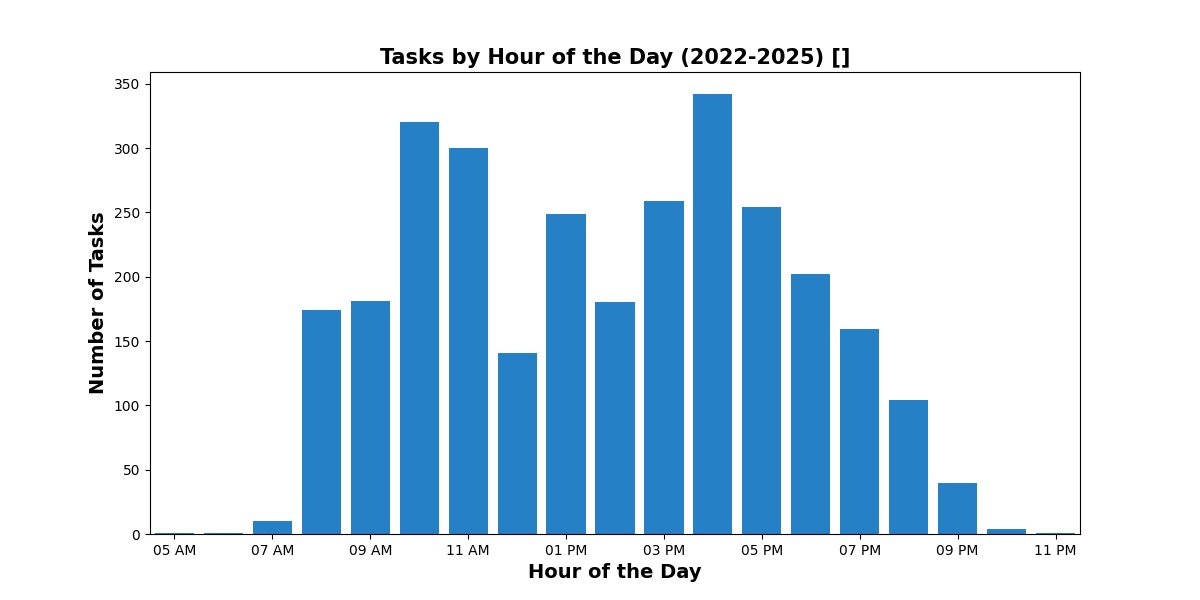 Tasks by Hour of the Day (2022-2025) []
Number of Tasks
350
300
250
200
150
100
50
0
05 AM 07 AM 09 AM 11 AM 01 PM 03 PM 05 PM 07 PM 09 PM 11 PM
Hour of the Day